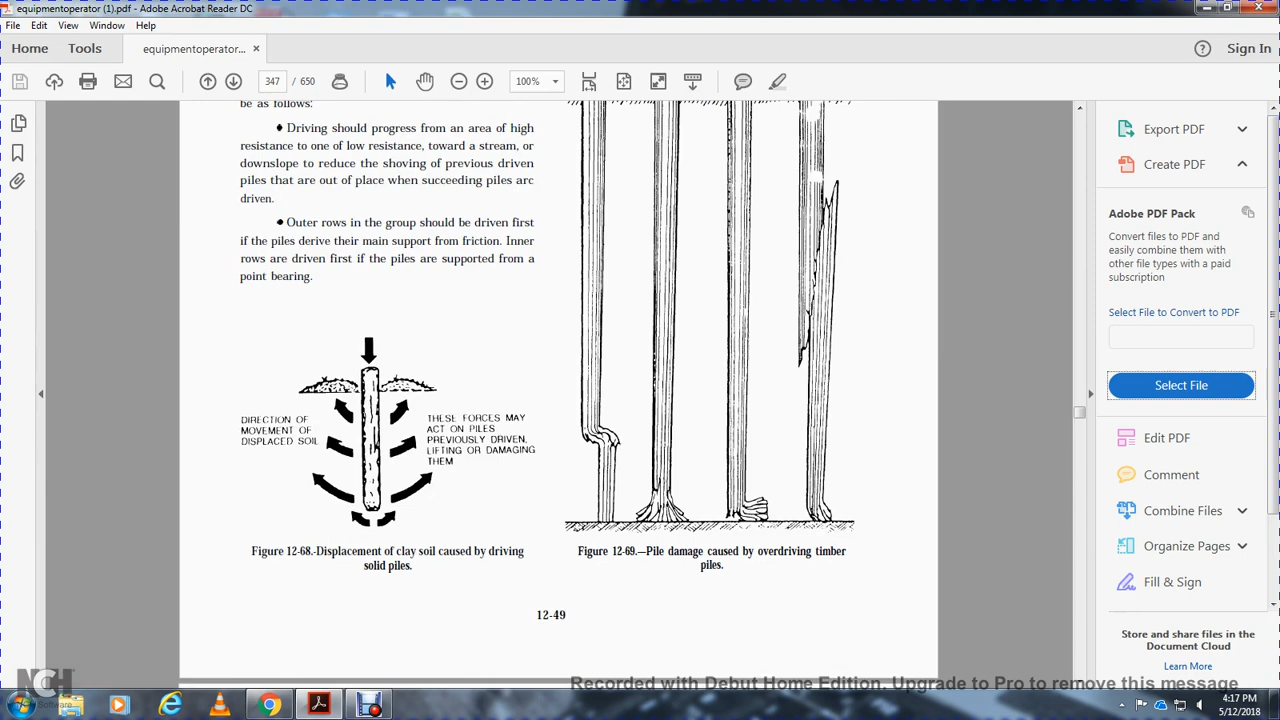 equipmentoperator (1).pdf - Adobe Acrobat Reader DC
File Edit View Window Help
Home Tools equipmentoperator... × Sign In
347 / 650 100%
be as follows:
• Driving should progress from an area of high
resistance to one of low resistance, toward a stream, or
downslope to reduce the shoving of previous driven
piles that are out of place when succeeding piles arc
driven.
• Outer rows in the group should be driven first
if the piles derive their main support from friction. Inner
rows are driven first if the piles are supported from a
point bearing.
DIRECTION OF
MOVEMENT OF
DISPLACED SOIL
THESE FORCES MAY
ACT ON PILES
PREVIOUSLY DRIVEN,
LIFTING OR DAMAGING
THEM
Figure 12-68.-Displacement of clay soil caused by driving
solid piles.
Figure 12-69.—Pile damage caused by overdriving timber
piles.
12-49
Export PDF
Create PDF
Adobe PDF Pack
Convert files to PDF and
easily combine them with
other file types with a paid
subscription
Select File to Convert to PDF
Select File
Edit PDF
Comment
Combine Files
Organize Pages
Fill & Sign
Store and share files in the
Document Cloud
Learn More
NCH
Software
Recorded with Debut Home Edition. Upgrade to Pro to remove this message
4:17 PM
5/12/2018